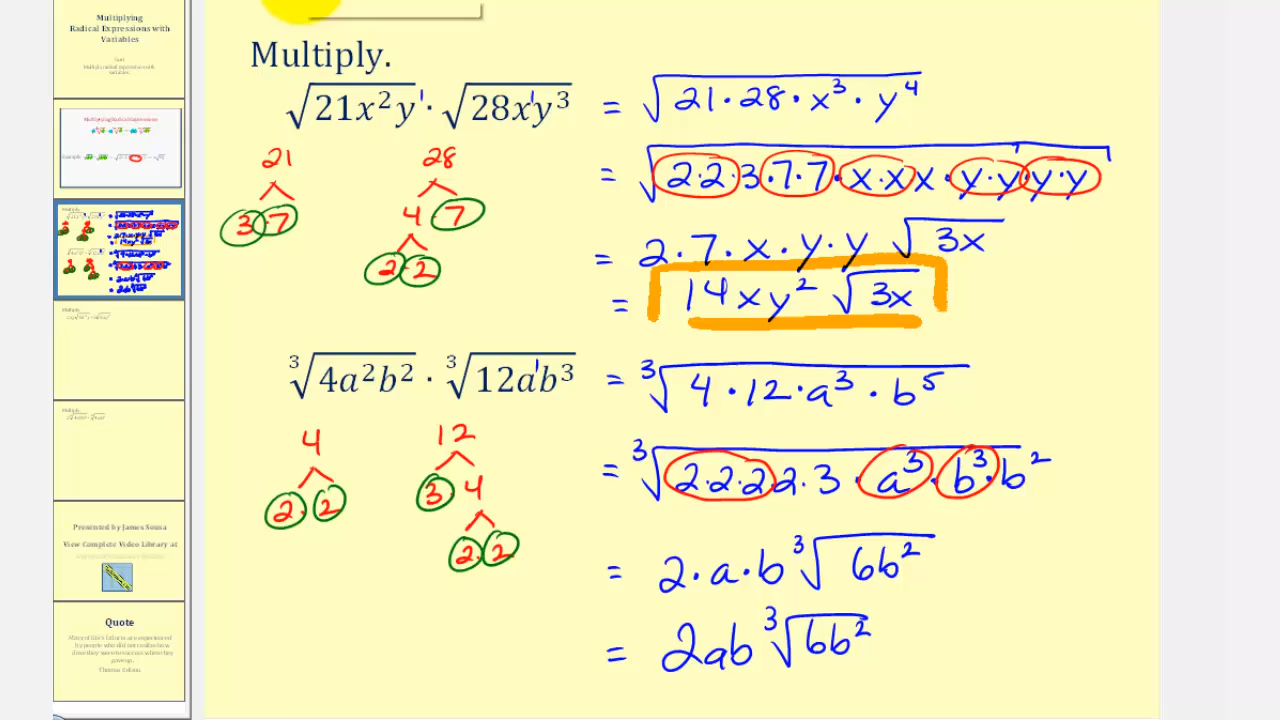 Multiplying
Radical Expressions with
Variables
Multiply.
√(21x²y¹) · √(28x¹y³) = √(21·28·x³·y⁴)
= √(2·2·3·7·7·x·x·x·y·y·y·y)
21
3·7
28
4 7
2·2
= 2·7·x·y·y √(3x)
= 14xy² √(3x)
∛(4a²b²) · ∛(12a¹b³) = ∛(4·12·a³·b⁵)
4
2·2
12
3·4
2·2
= ∛(2·2·2·2·3·a³·b³·b²)
= 2·a·b ∛(6b²)
= 2ab ∛(6b²)
Presented by James Sousa
View Complete Video Library at
Quote